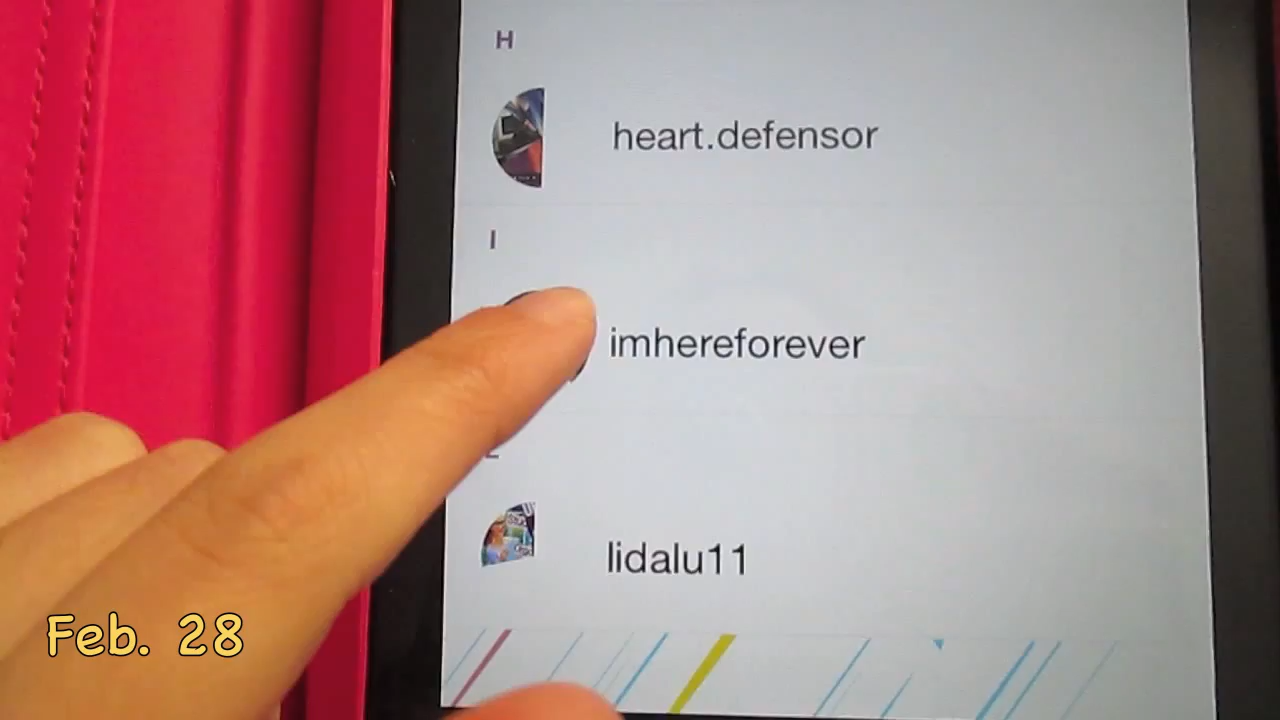 H
heart.defensor
I
imhereforever
L
lidalu11
Feb. 28